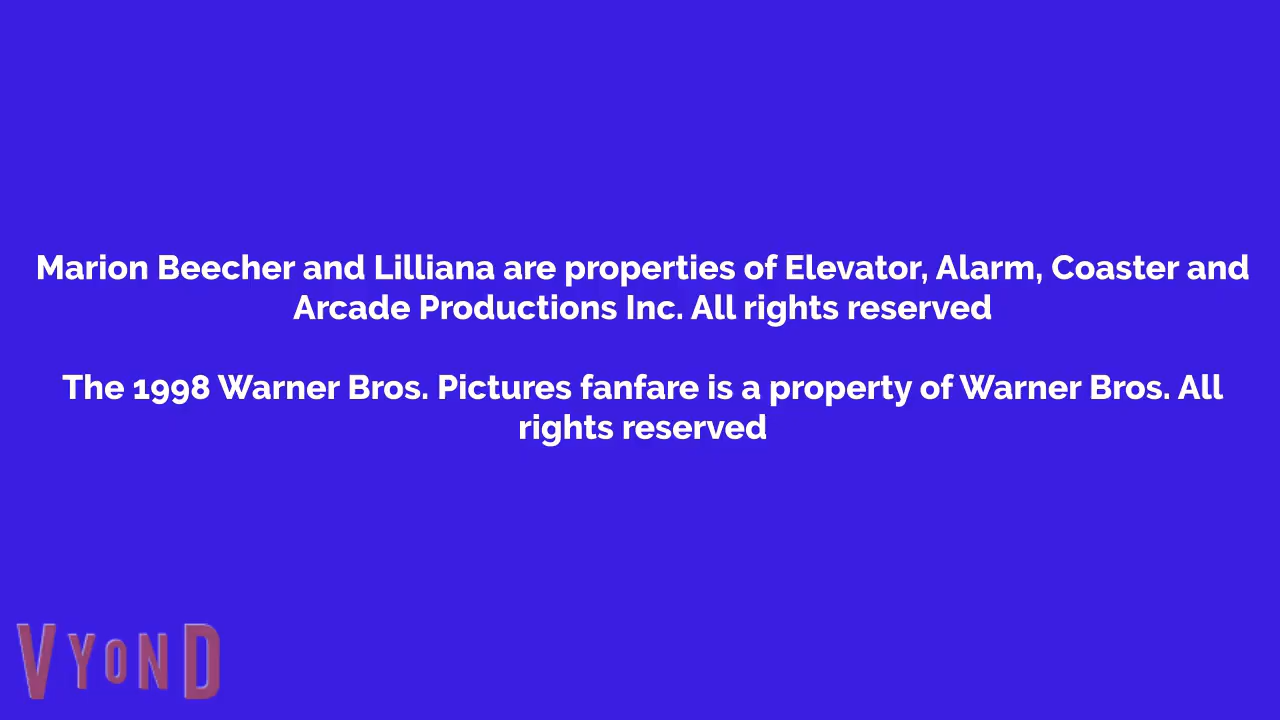 Marion Beecher and Lilliana are properties of Elevator, Alarm, Coaster and
Arcade Productions Inc. All rights reserved
The 1998 Warner Bros. Pictures fanfare is a property of Warner Bros. All
rights reserved
VYOND